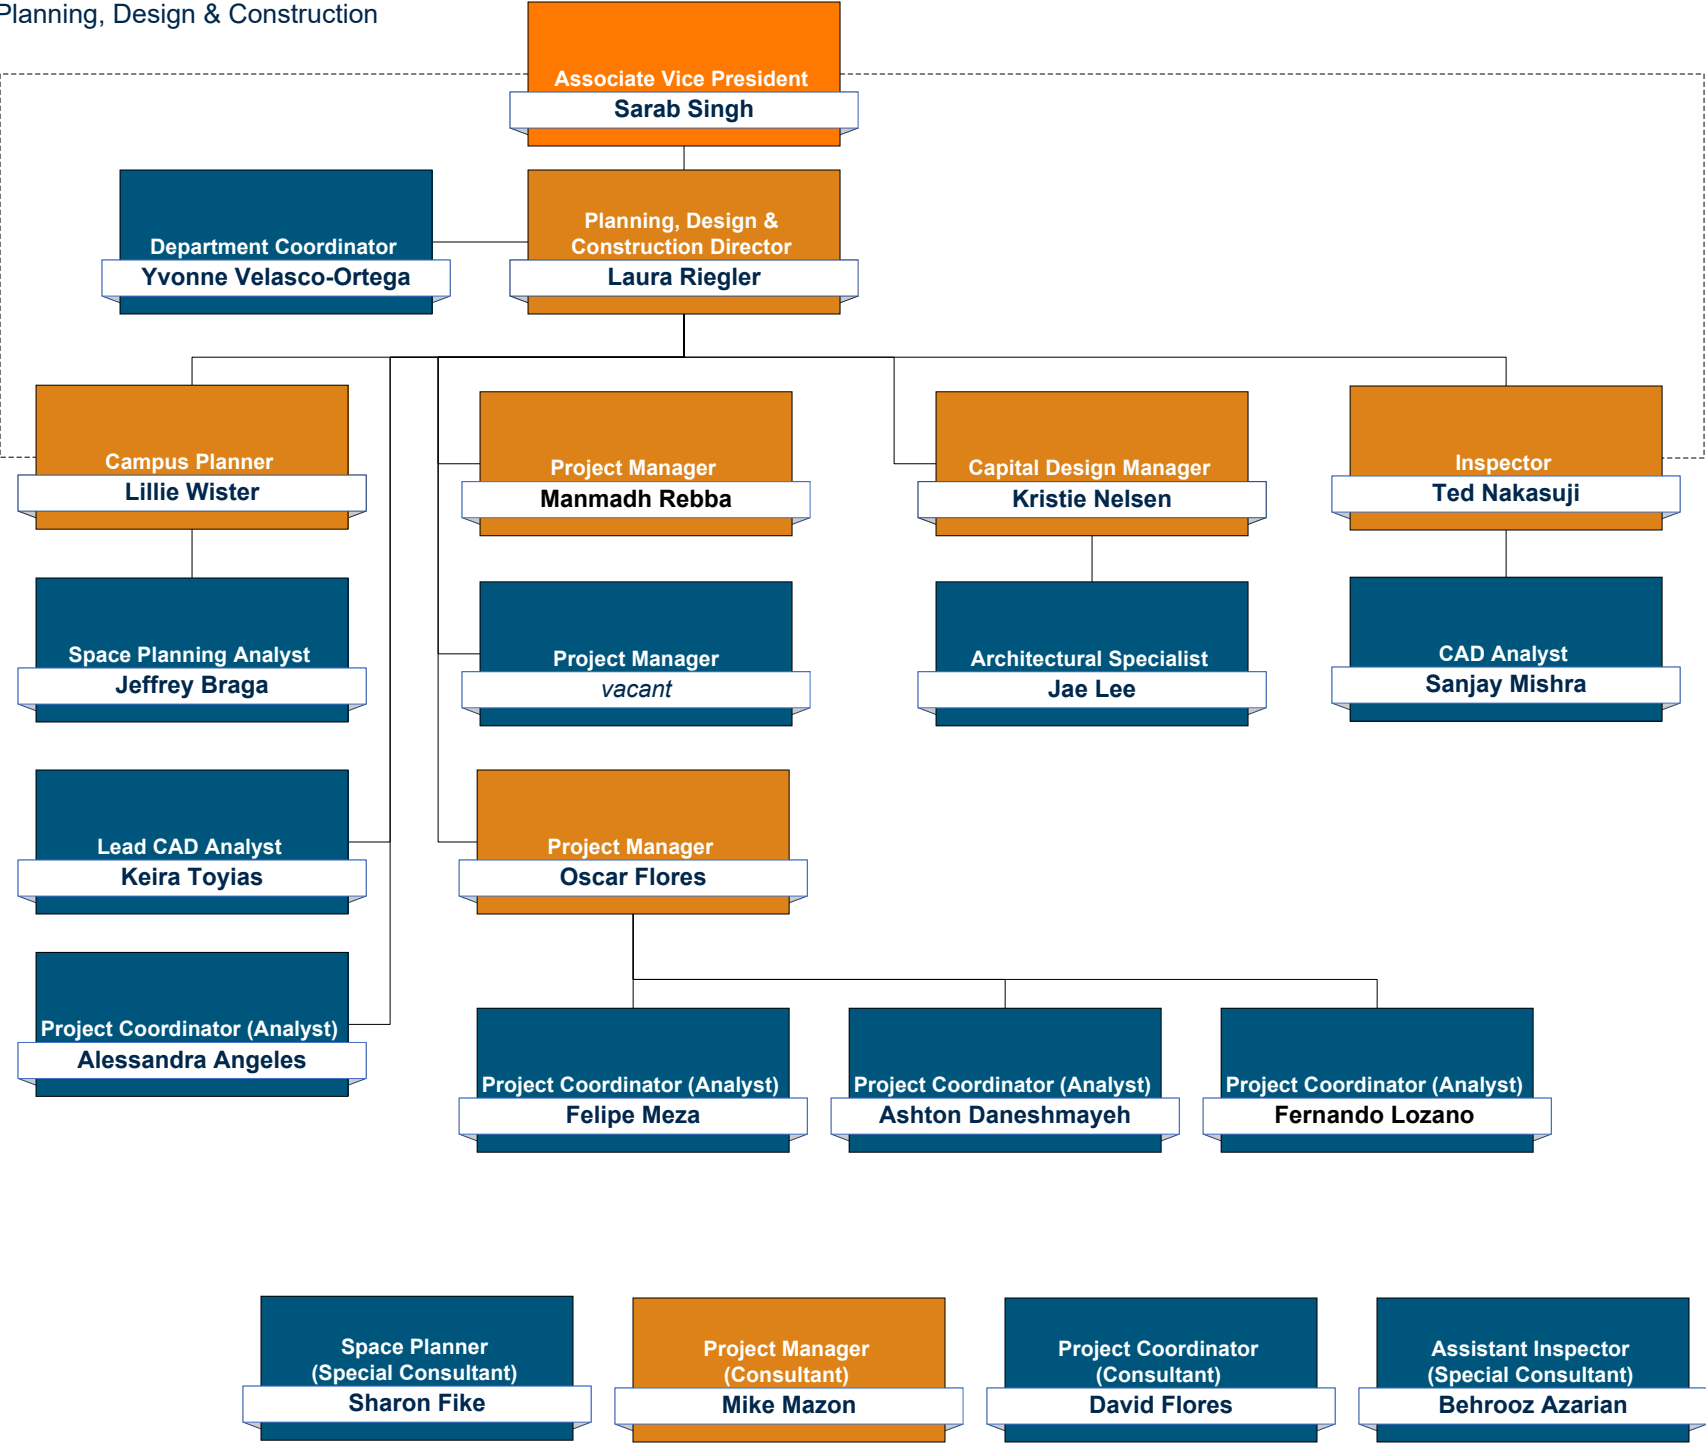 Planning, Design & Construction
Associate Vice President
Sarab Singh
Department Coordinator
Yvonne Velasco-Ortega
Planning, Design &
Construction Director
Laura Riegler
Campus Planner
Lillie Wister
Project Manager
Manmadh Rebba
Capital Design Manager
Kristie Nelsen
Inspector
Ted Nakasuji
Space Planning Analyst
Jeffrey Braga
Project Manager
vacant
Architectural Specialist
Jae Lee
CAD Analyst
Sanjay Mishra
Lead CAD Analyst
Keira Toyias
Project Manager
Oscar Flores
Project Coordinator (Analyst)
Alessandra Angeles
Project Coordinator (Analyst)
Felipe Meza
Project Coordinator (Analyst)
Ashton Daneshmayeh
Project Coordinator (Analyst)
Fernando Lozano
Space Planner
(Special Consultant)
Sharon Fike
Project Manager
(Consultant)
Mike Mazon
Project Coordinator
(Consultant)
David Flores
Assistant Inspector
(Special Consultant)
Behrooz Azarian